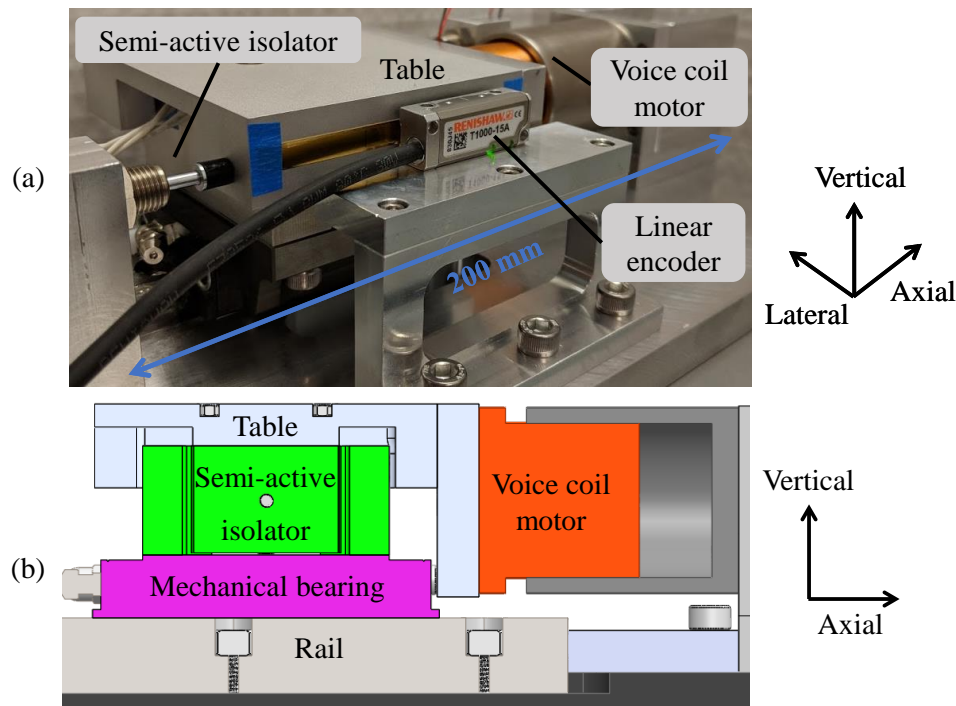 (a)
Semi-active isolator
Table
Voice coil
motor
RENISHAW
T1000-15A
Linear
encoder
200 mm
Vertical
Lateral
Axial
(b)
Table
Semi-active
isolator
Voice coil
motor
Mechanical bearing
Rail
Vertical
Axial